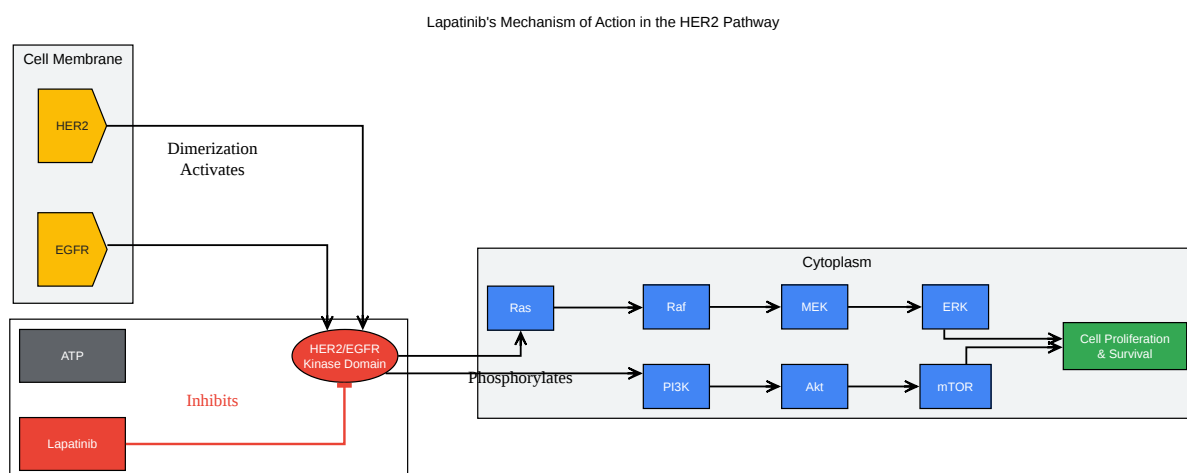 Lapatinib's Mechanism of Action in the HER2 Pathway
Cell Membrane
HER2
Dimerization
Activates
EGFR
Cytoplasm
Ras
Raf
MEK
ERK
Cell Proliferation
& Survival
ATP
HER2/EGFR
Kinase Domain
Phosphorylates
PI3K
Akt
mTOR
Inhibits
Lapatinib